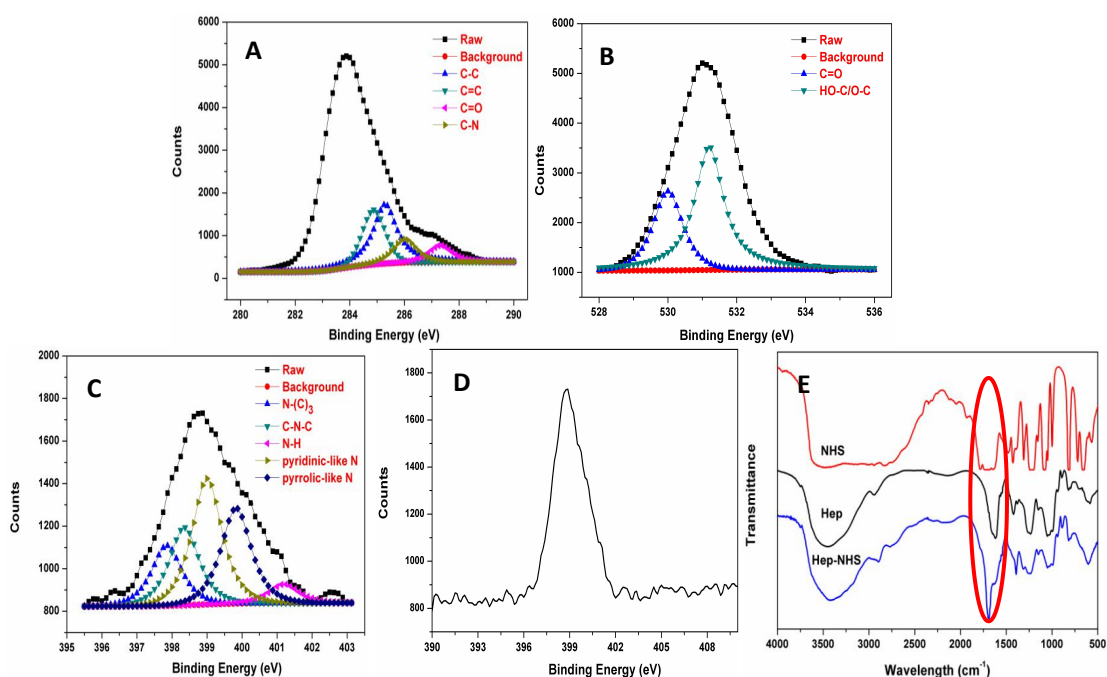 A
Raw
Background
C-C
C=C
C=O
C-N
6000
5000
4000
3000
2000
1000
0
Counts
280 282 284 286 288 290
Binding Energy (eV)
B
Raw
Background
C=O
HO-C/O-C
6000
5000
4000
3000
2000
1000
Counts
528 530 532 534 536
Binding Energy (eV)
C
Raw
Background
N-(C)₃
C-N-C
N-H
pyridinic-like N
pyrrolic-like N
2000
1800
1600
1400
1200
1000
800
Counts
395 396 397 398 399 400 401 402 403
Binding Energy (eV)
D
1800
1600
1400
1200
1000
800
Counts
390 393 396 399 402 405 408
Binding Energy (eV)
E
NHS
Hep
Hep-NHS
Transmittance
4000 3500 3000 2500 2000 1500 1000 500
Wavelength (cm⁻¹)